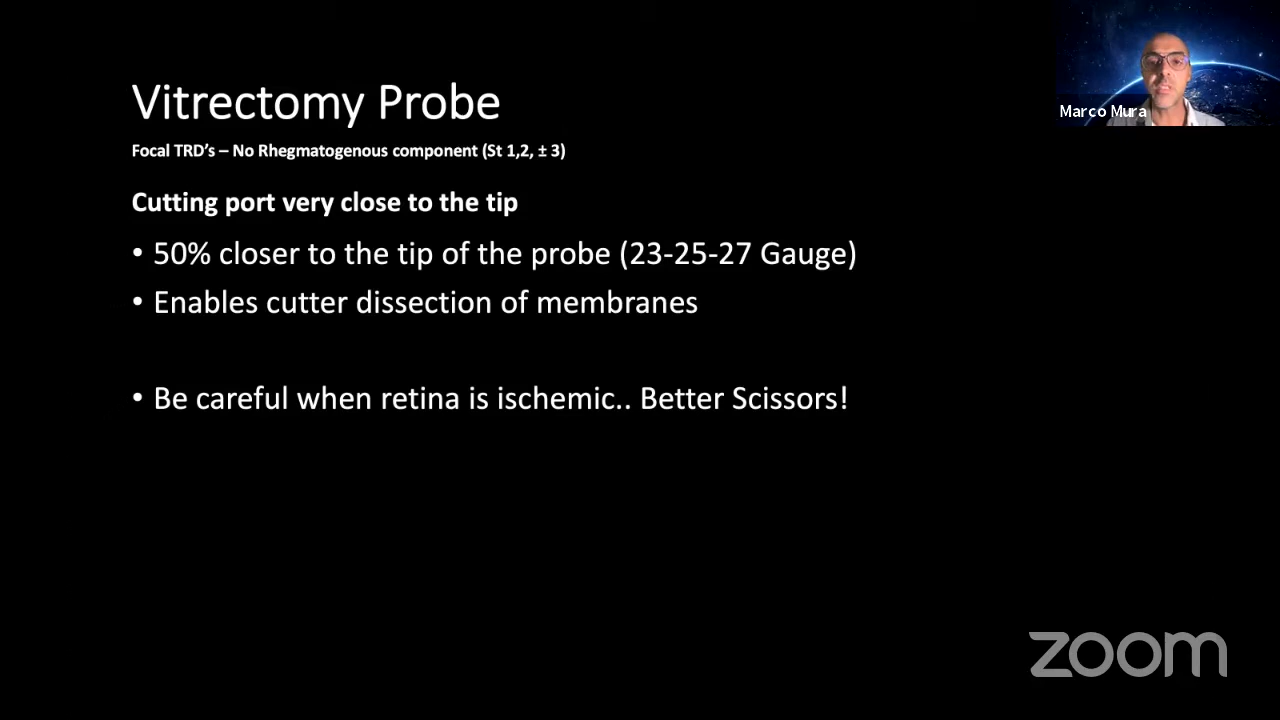 Vitrectomy Probe
Focal TRD's – No Rhegmatogenous component (St 1,2, ± 3)
Cutting port very close to the tip
• 50% closer to the tip of the probe (23-25-27 Gauge)
• Enables cutter dissection of membranes
• Be careful when retina is ischemic.. Better Scissors!
Marco Mura
zoom